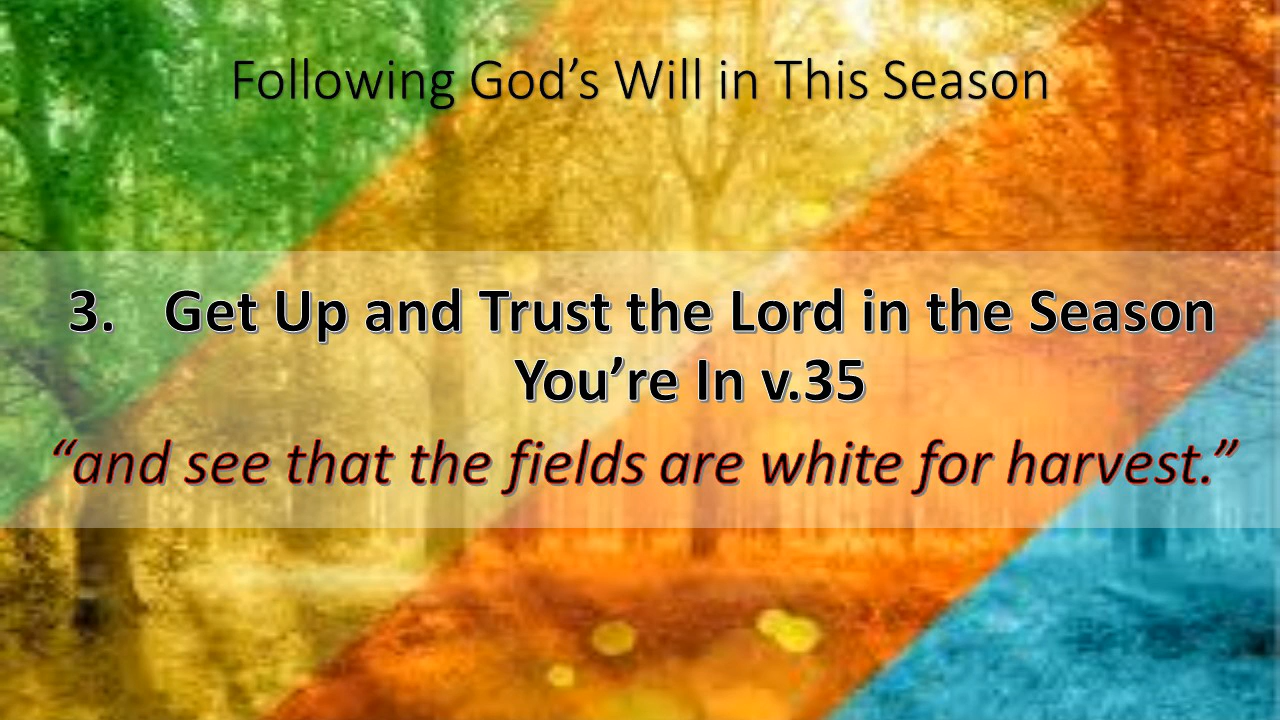 Following God’s Will in This Season
3. Get Up and Trust the Lord in the Season
You’re In v.35
“and see that the fields are white for harvest.”